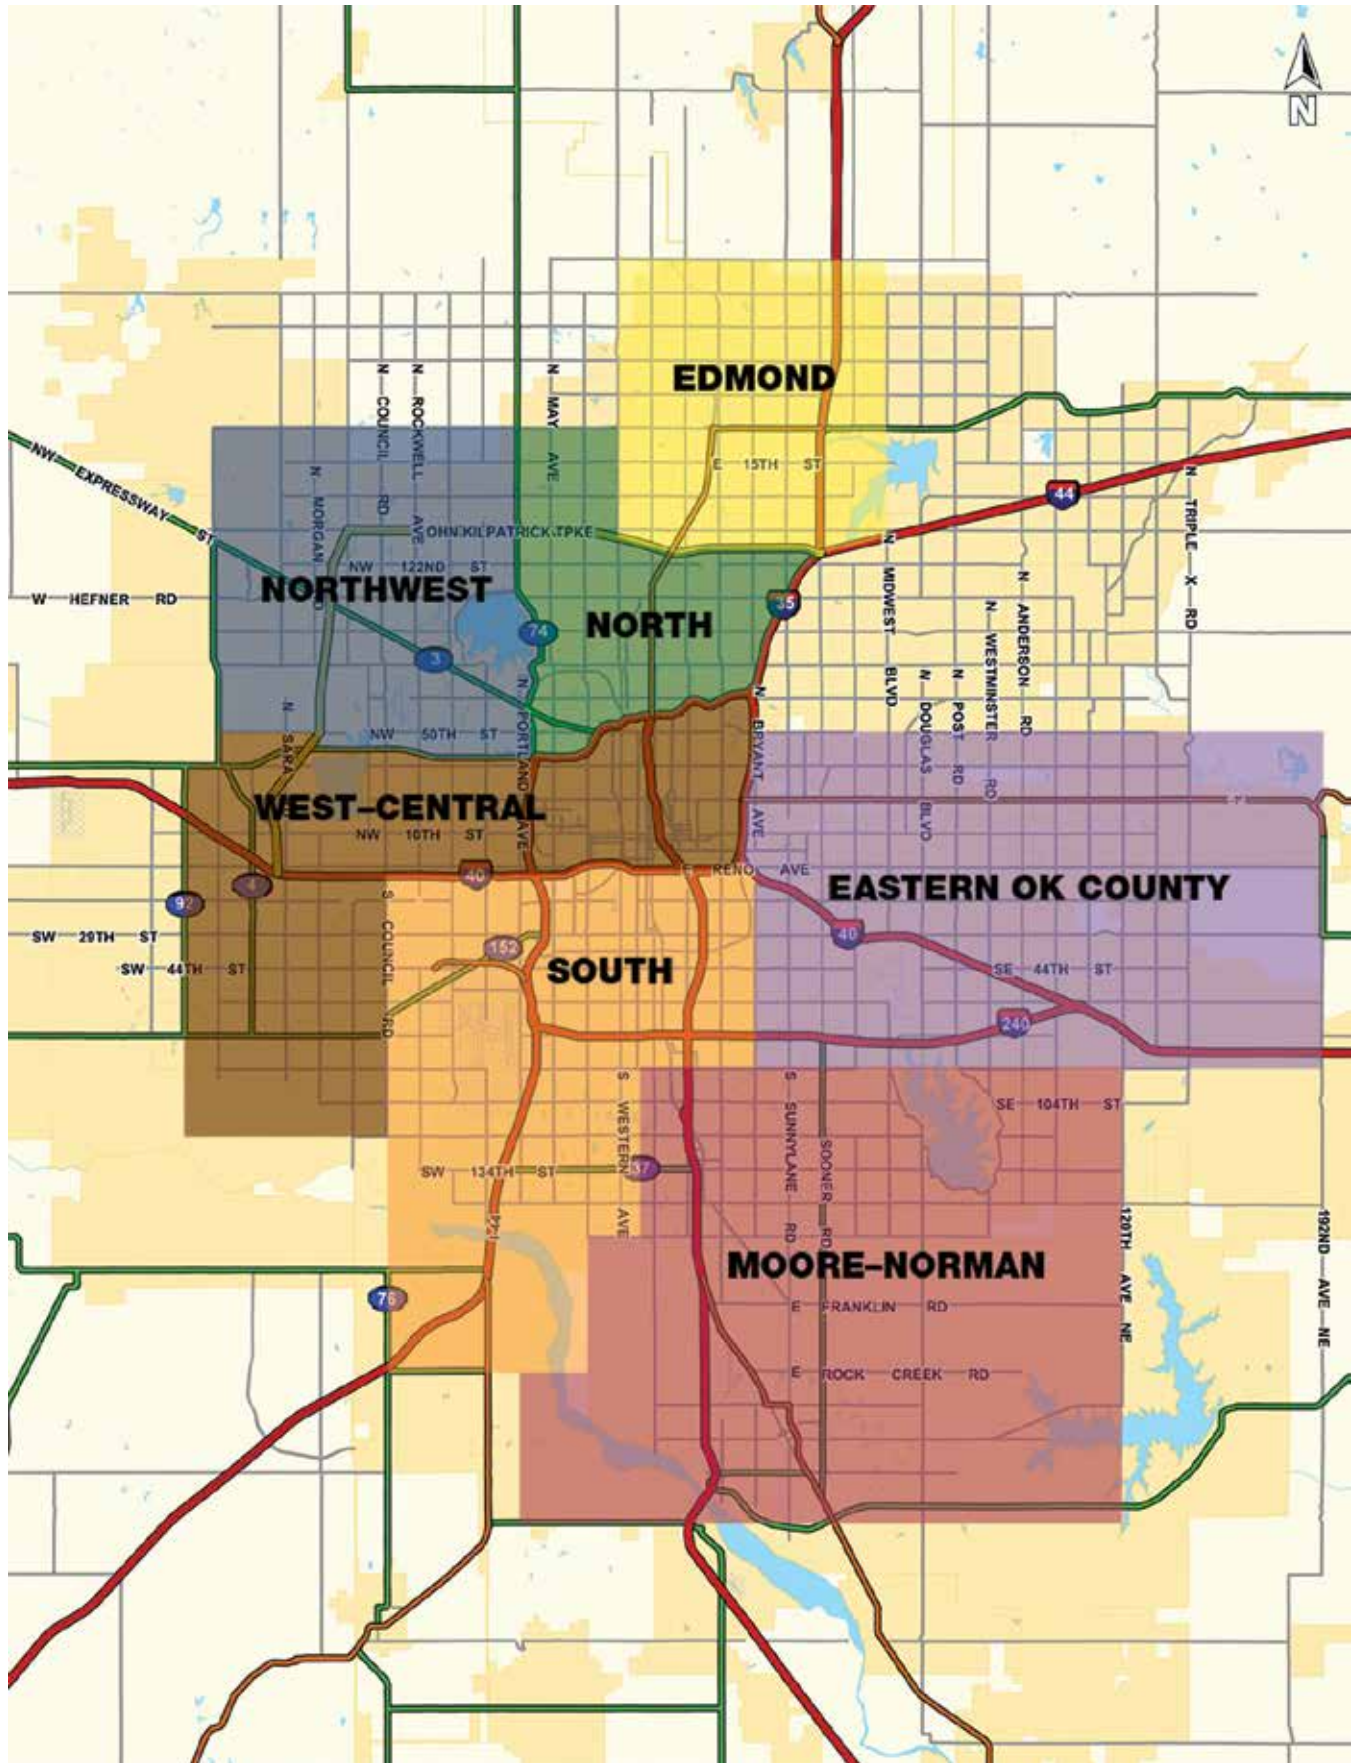 N
EDMOND
N COUNCIL RD
N ROCKWELL AVE
N MAY AVE
E 15TH ST
NW EXPRESSWAY ST
N MORGAN RD
44
N TRIPLE X RD
OHN KILPATRICK TPKE
NW 122ND ST
NORTHWEST
W HEFNER RD
NORTH
35
74
3
N MIDWEST BLVD
N ANDERSON RD
N WESTMINSTER RD
N POST RD
N DOUGLAS BLVD
N PORTLAND AVE
N BRYANT AVE
N SARA
NW 50TH ST
WEST–CENTRAL
NW 10TH ST
E RENO AVE
40
4
92
EASTERN OK COUNTY
S COUNCIL RD
SW 29TH ST
152
40
SW 44TH ST
SOUTH
SE 44TH ST
240
S WESTERN AVE
S SUNNYLANE RD
SE 104TH ST
SOONER RD
SW 134TH ST
37
120TH AVE NE
192ND AVE NE
MOORE–NORMAN
76
E FRANKLIN RD
E ROCK CREEK RD